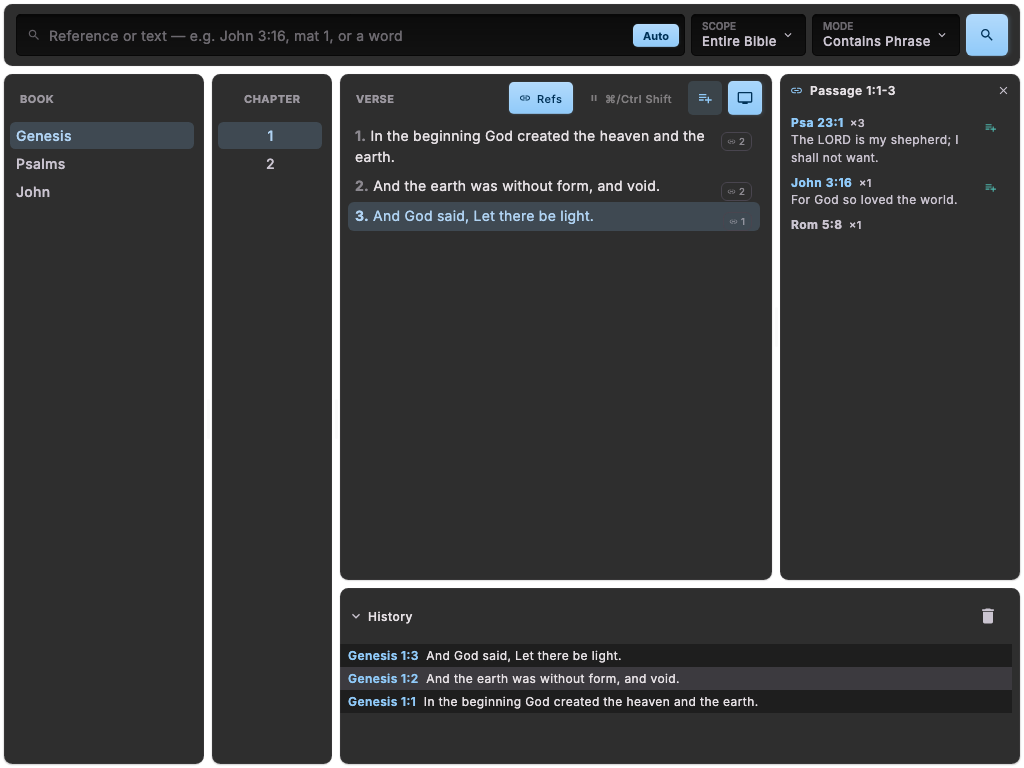 Reference or text — e.g. John 3:16, mat 1, or a word
Auto
SCOPE
Entire Bible
MODE
Contains Phrase
BOOK
Genesis
Psalms
John
CHAPTER
1
2
VERSE
Refs
⌘/Ctrl Shift
1. In the beginning God created the heaven and the
earth.
2
2. And the earth was without form, and void.
2
3. And God said, Let there be light.
1
Passage 1:1-3
Psa 23:1 ×3
The LORD is my shepherd; I
shall not want.
John 3:16 ×1
For God so loved the world.
Rom 5:8 ×1
History
Genesis 1:3 And God said, Let there be light.
Genesis 1:2 And the earth was without form, and void.
Genesis 1:1 In the beginning God created the heaven and the earth.